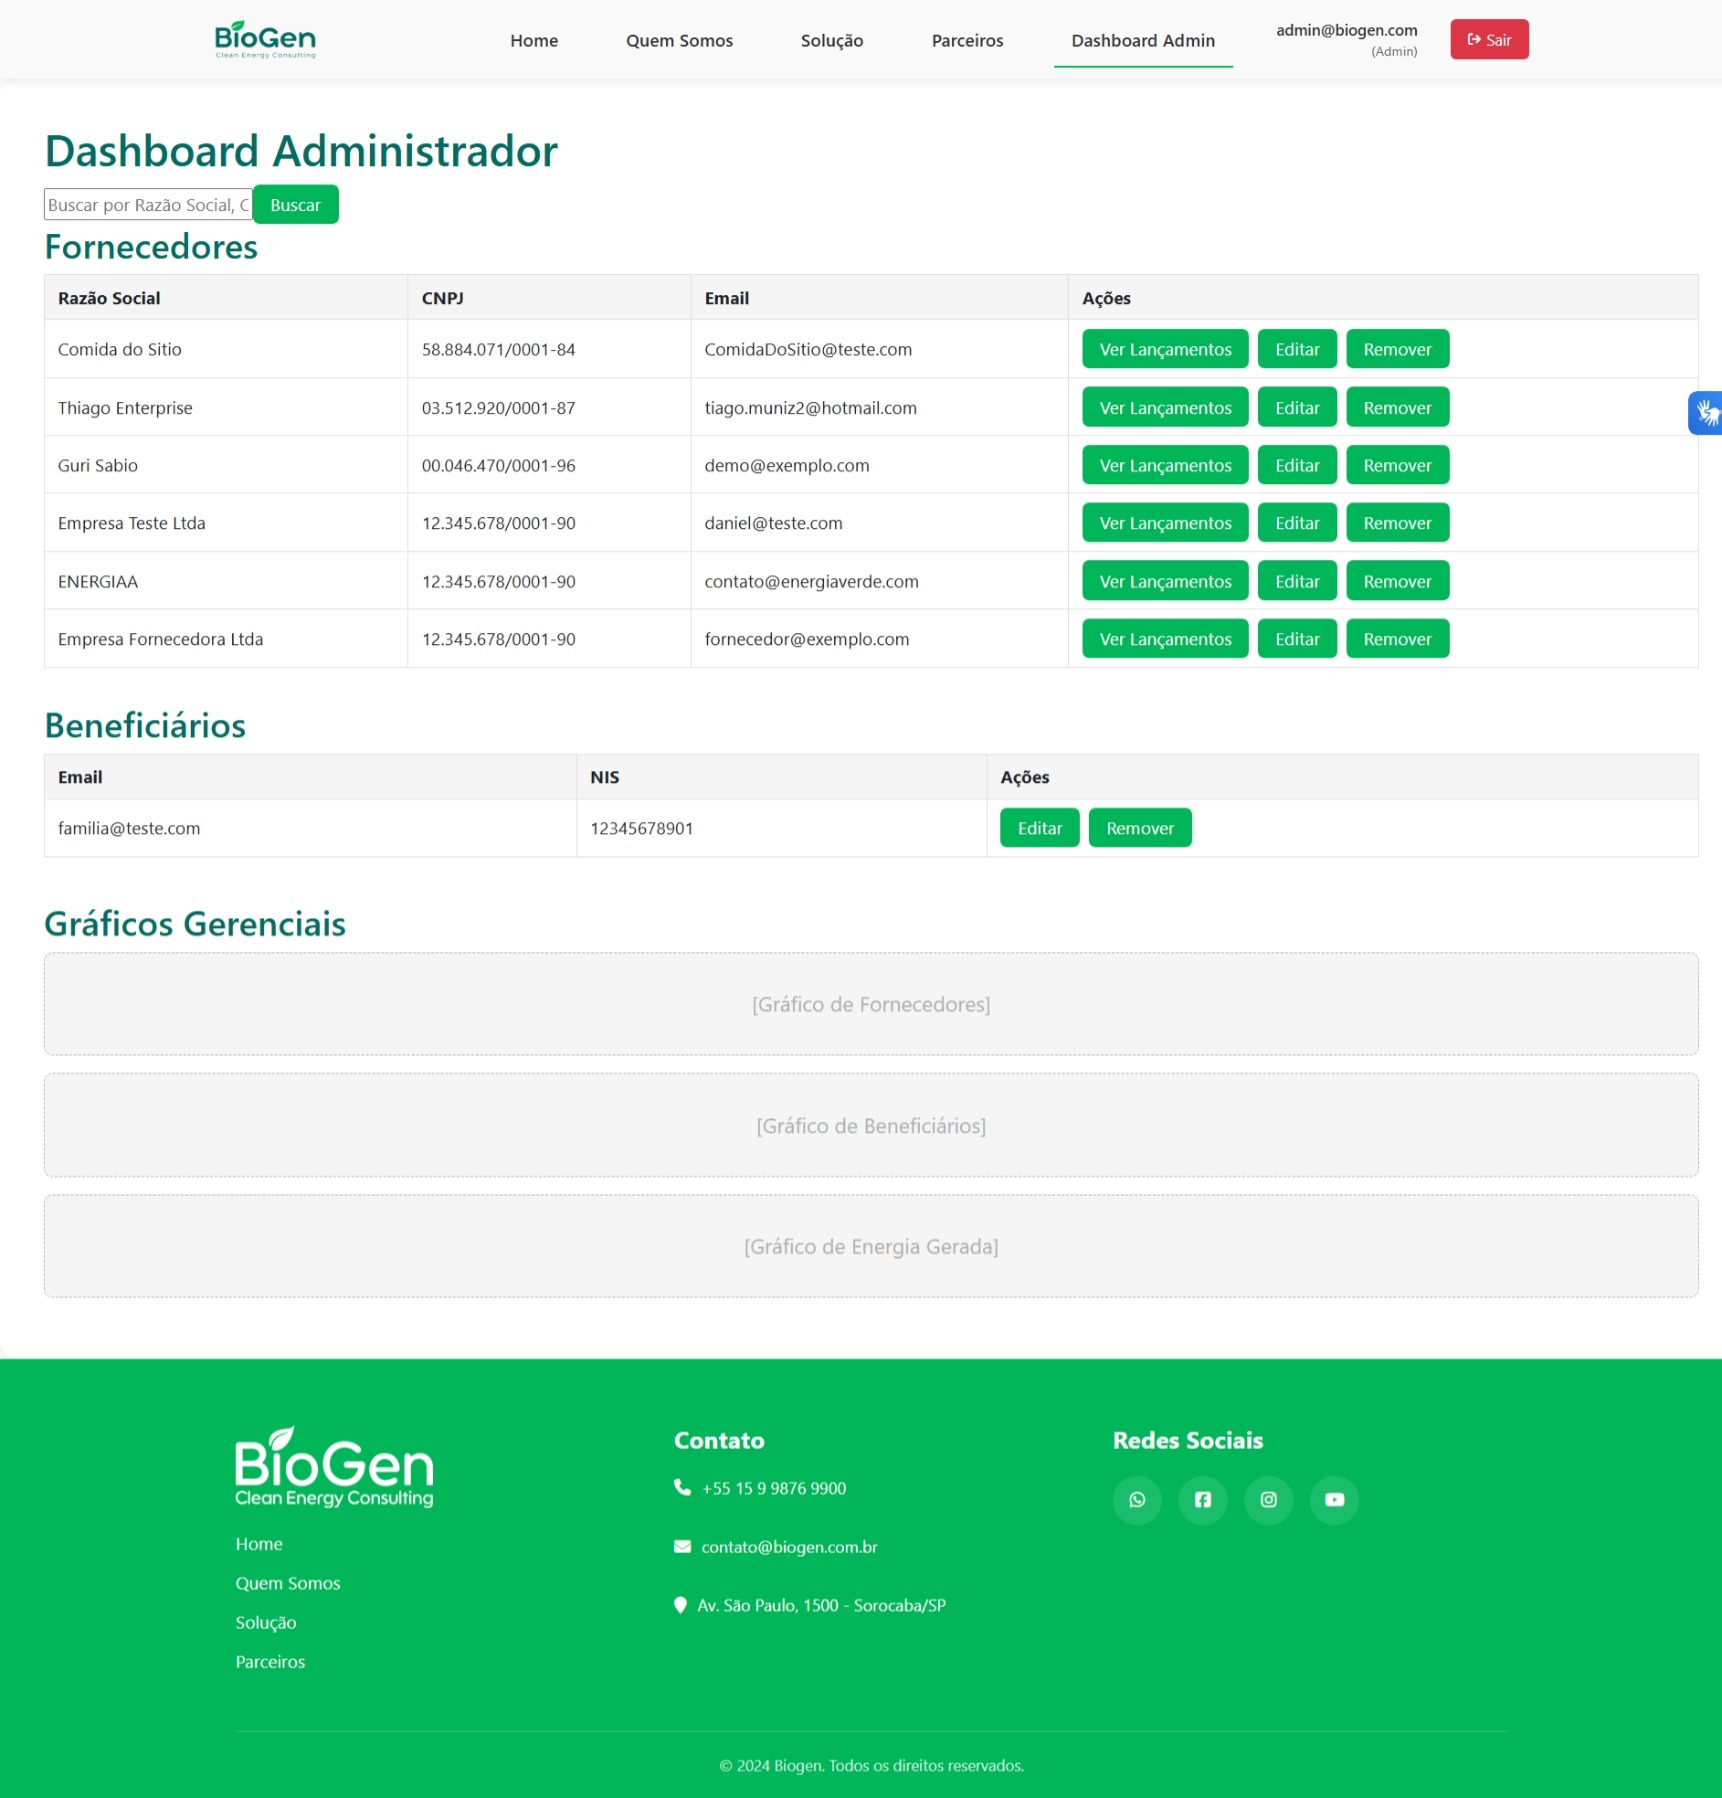 BioGen
Clean Energy Consulting
Home Quem Somos Solução Parceiros Dashboard Admin
admin@biogen.com
(Admin)
Sair
Dashboard Administrador
Buscar por Razão Social, C Buscar
Fornecedores
Razão Social CNPJ Email Ações
Comida do Sitio 58.884.071/0001-84 ComidaDoSitio@teste.com Ver Lançamentos Editar Remover
Thiago Enterprise 03.512.920/0001-87 tiago.muniz2@hotmail.com Ver Lançamentos Editar Remover
Guri Sabio 00.046.470/0001-96 demo@exemplo.com Ver Lançamentos Editar Remover
Empresa Teste Ltda 12.345.678/0001-90 daniel@teste.com Ver Lançamentos Editar Remover
ENERGIAA 12.345.678/0001-90 contato@energiaverde.com Ver Lançamentos Editar Remover
Empresa Fornecedora Ltda 12.345.678/0001-90 fornecedor@exemplo.com Ver Lançamentos Editar Remover
Beneficiários
Email NIS Ações
familia@teste.com 12345678901 Editar Remover
Gráficos Gerenciais
[Gráfico de Fornecedores]
[Gráfico de Beneficiários]
[Gráfico de Energia Gerada]
BioGen
Clean Energy Consulting
Home
Quem Somos
Solução
Parceiros
Contato
+55 15 9 9876 9900
contato@biogen.com.br
Av. São Paulo, 1500 - Sorocaba/SP
Redes Sociais
© 2024 Biogen. Todos os direitos reservados.